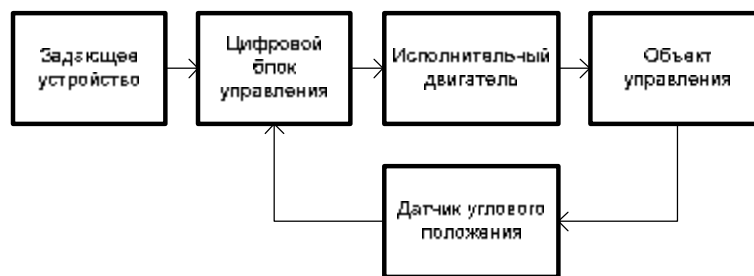 Задающее
устройство
Цифровой
блок
управления
Исполнительный
двигатель
Объект
управления
Датчик углового
положения